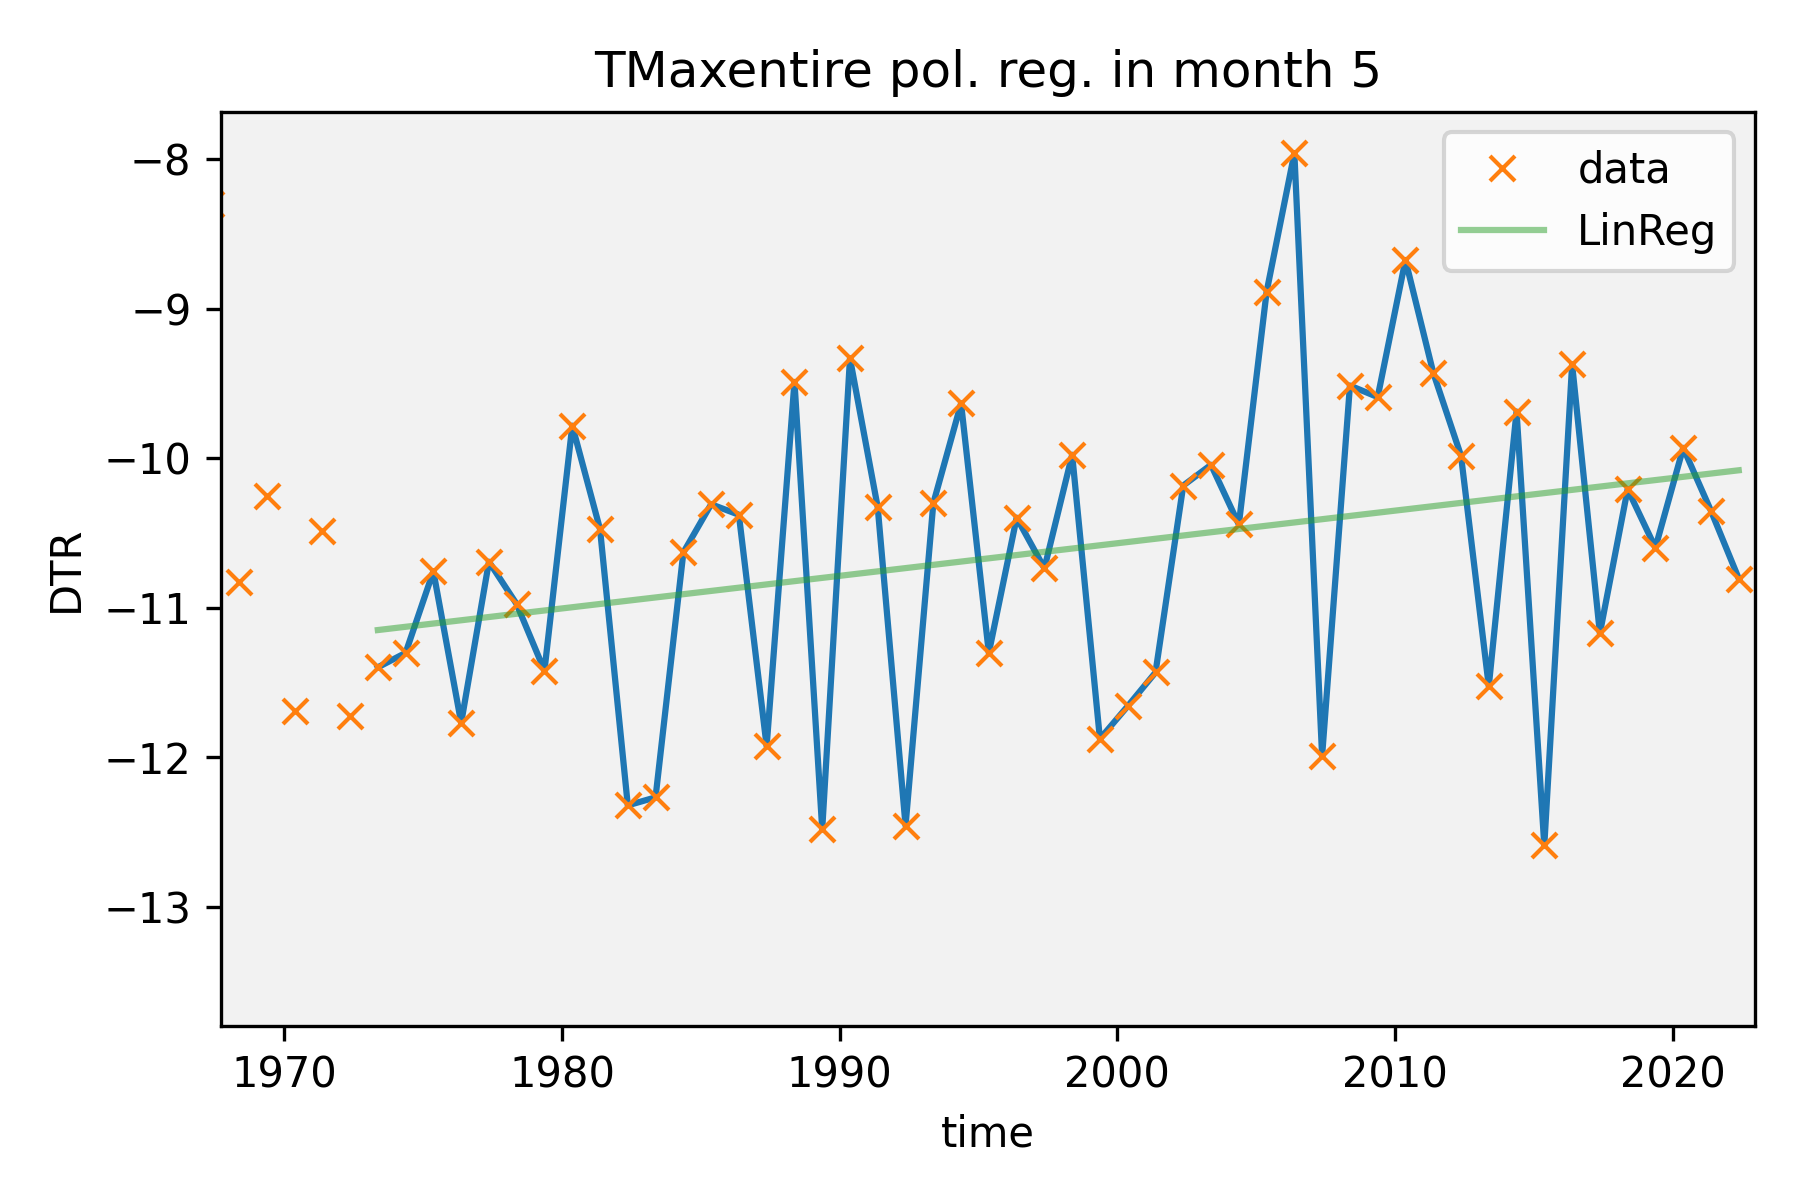 TMaxentire pol. reg. in month 5
data
LinReg
DTR
−8
−9
−10
−11
−12
−13
1970 1980 1990 2000 2010 2020
time